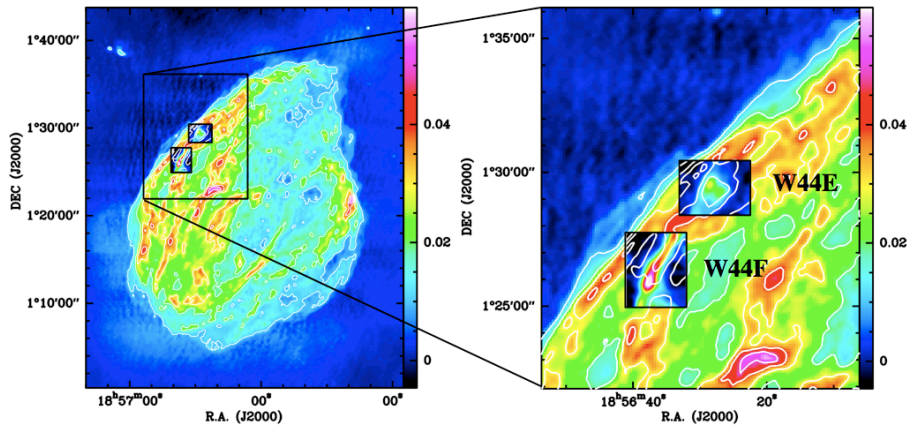 1°40′00″
1°30′00″
1°20′00″
1°10′00″
DEC (J2000)
18ʰ57ᵐ00ˢ
00ˢ
00ˢ
R.A. (J2000)
0.04
0.02
0
1°35′00″
1°30′00″
1°25′00″
DEC (J2000)
W44E
W44F
18ʰ56ᵐ40ˢ
20ˢ
R.A. (J2000)
0.04
0.02
0